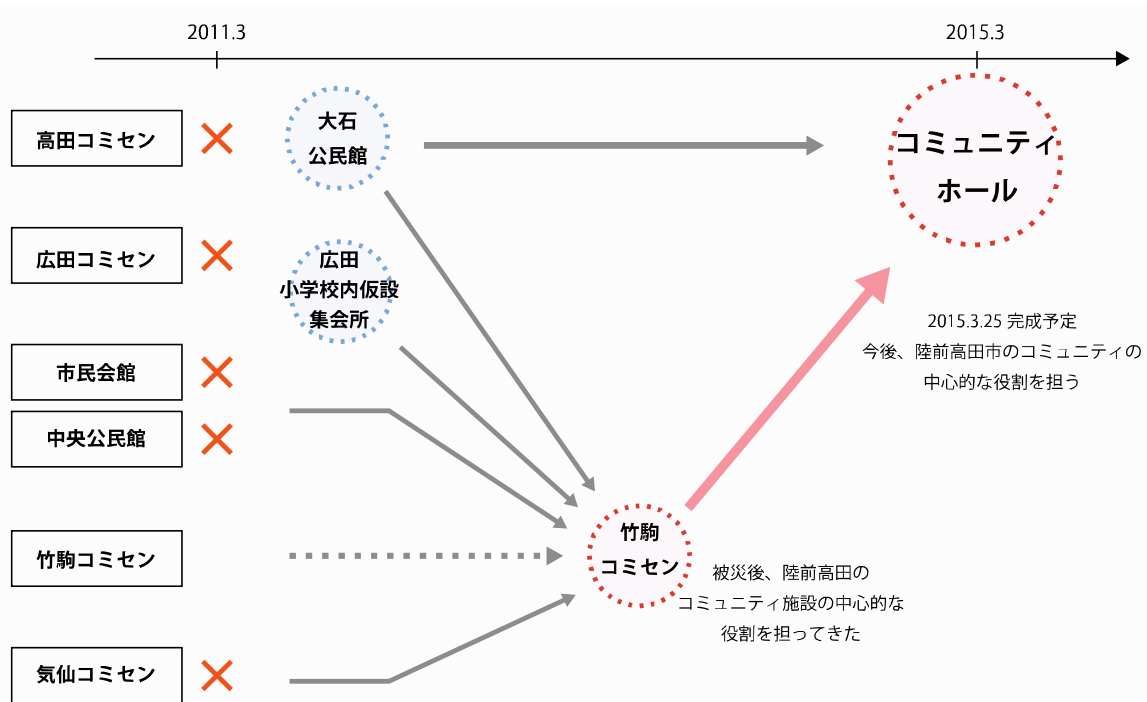 2011.3
2015.3
高田コミセン
大石
公民館
コミュニティ
ホール
広田コミセン
広田
小学校内仮設
集会所
2015.3.25 完成予定
今後、陸前高田市のコミュニティの
中心的な役割を担う
市民会館
中央公民館
竹駒コミセン
竹駒
コミセン
被災後、陸前高田の
コミュニティ施設の中心的な
役割を担ってきた
気仙コミセン